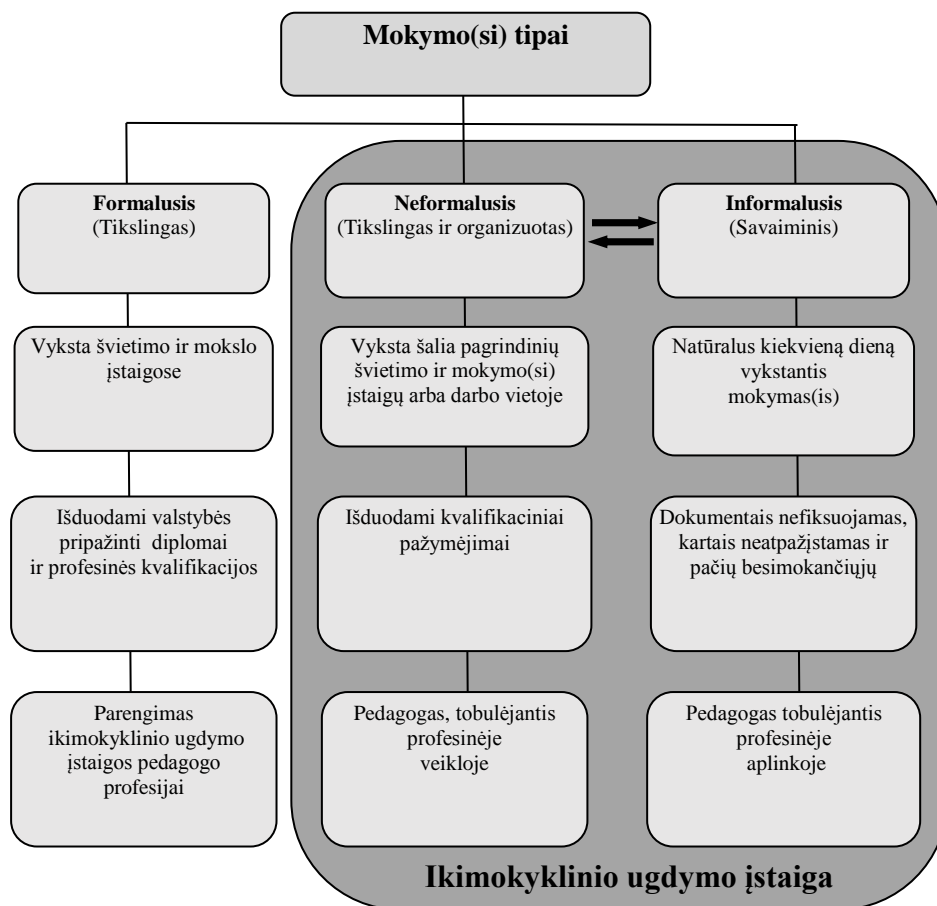 Mokymo(si) tipai
Formalusis
(Tikslingas)
Vyksta švietimo ir mokslo
įstaigose
Išduodami valstybės
pripažinti diplomai
ir profesinės kvalifikacijos
Parengimas
ikimokyklinio ugdymo
įstaigos pedagogo
profesijai
Neformalusis
(Tikslingas ir organizuotas)
Vyksta šalia pagrindinių
švietimo ir mokymo(si)
įstaigų arba darbo vietoje
Išduodami kvalifikaciniai
pažymėjimai
Pedagogas, tobulėjantis
profesinėje
veikloje
Informalusis
(Savaiminis)
Natūralus kiekvieną dieną
vykstantis
mokymas(is)
Dokumentais nefiksuojamas,
kartais neatpažįstamas ir
pačių besimokančiųjų
Pedagogas tobulėjantis
profesinėje
aplinkoje
Ikimokyklinio ugdymo įstaiga